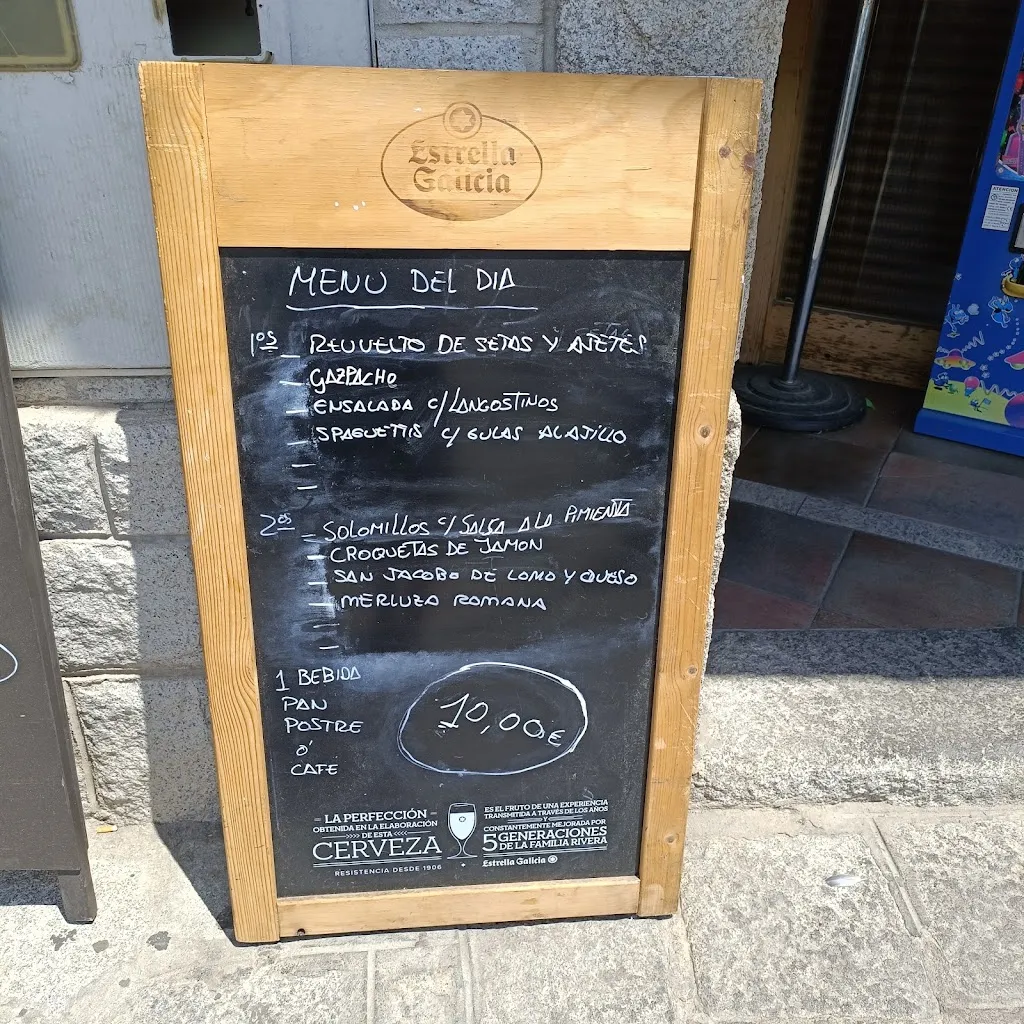 Estrella
Galicia
MENU DEL DIA
1os
- REVUELTO DE SETAS Y AJETES
- GAZPACHO
- ENSALADA C/LANGOSTINOS
- SPAGUETTIS C/ GULAS AL AJILLO
2os
- SOLOMILLOS C/ SALSA A LA PIMIENTA
- CROQUETAS DE JAMON
- SAN JACOBO DE LOMO Y QUESO
- MERLUZA ROMANA
1 BEBIDA
PAN
POSTRE
Ó
CAFE
10,00€
LA PERFECCIÓN
OBTENIDA EN LA ELABORACIÓN
>>>> DE ESTA <<<<
CERVEZA
RESISTENCIA DESDE 1906
ES EL FRUTO DE UNA EXPERIENCIA
TRANSMITIDA A TRAVÉS DE LOS AÑOS
Y
CONSTANTEMENTE MEJORADA POR
5 GENERACIONES
DE LA FAMILIA RIVERA
Estrella Galicia
ATENCION